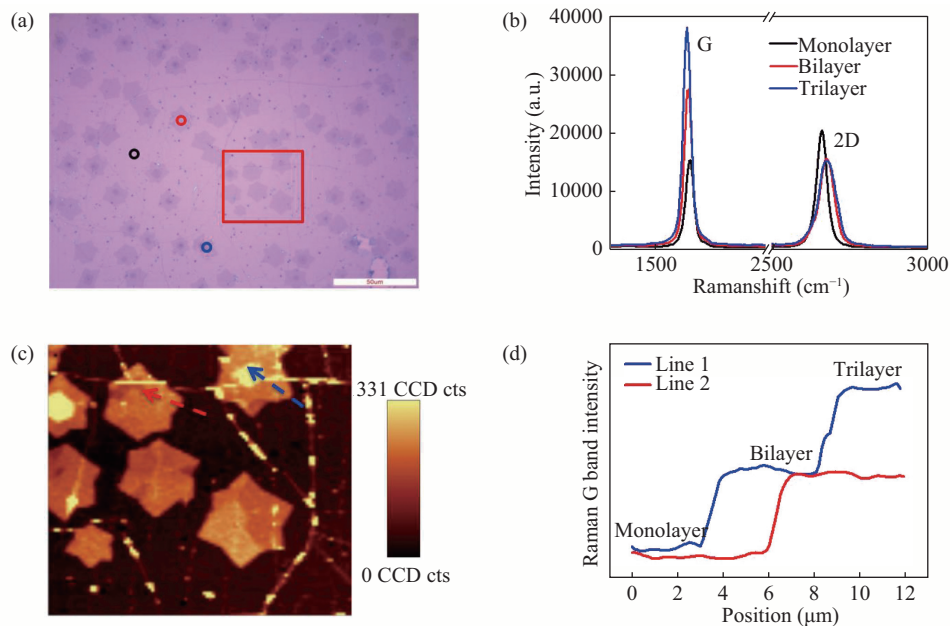 (a)
50um
(b)
Intensity (a.u.)
40000
30000
20000
10000
0
G
2D
Monolayer
Bilayer
Trilayer
1500
2500
3000
Ramanshift (cm⁻¹)
(c)
331 CCD cts
0 CCD cts
(d)
Raman G band intensity
Line 1
Line 2
Trilayer
Bilayer
Monolayer
0 2 4 6 8 10 12
Position (μm)